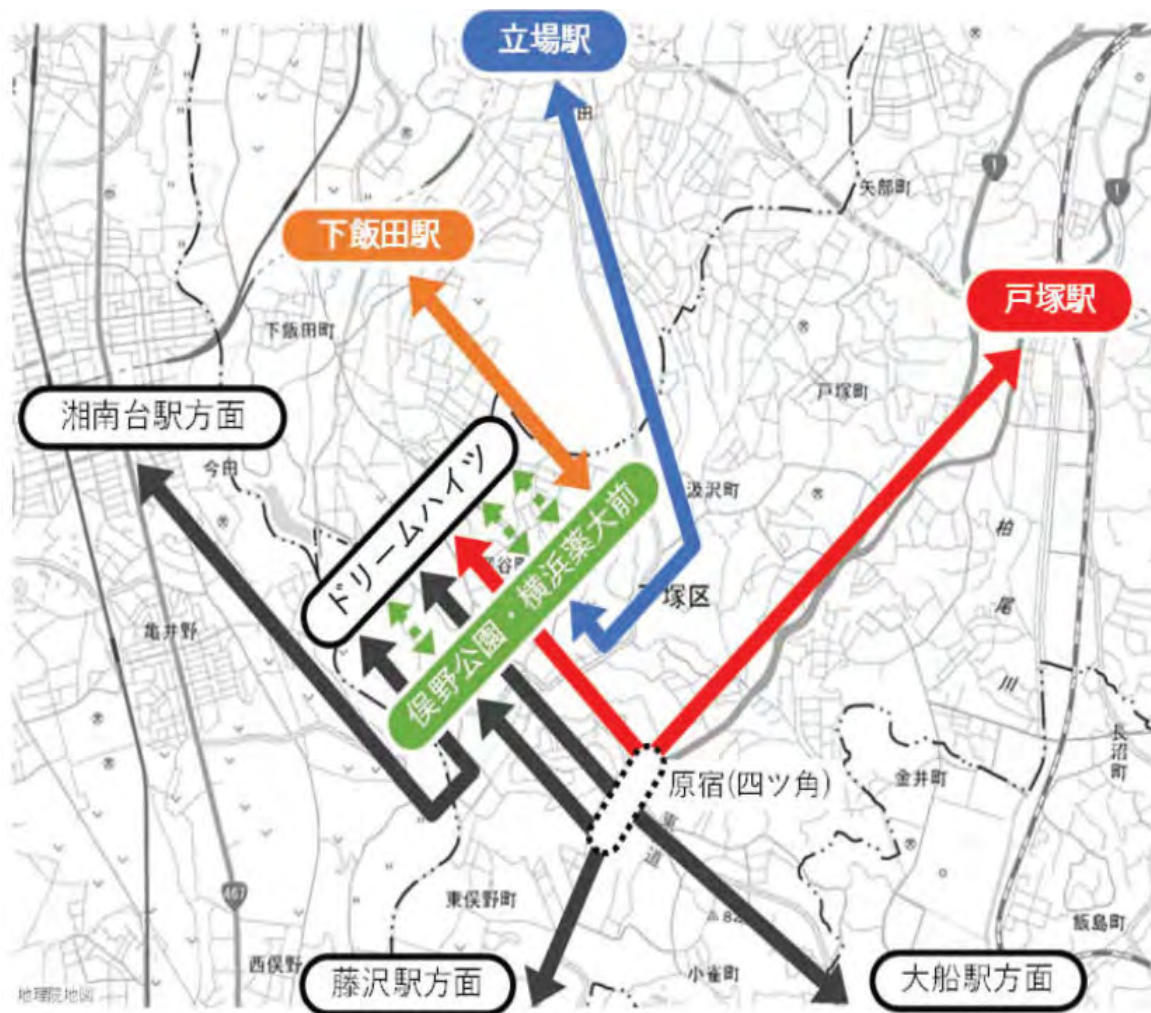 立場駅
田
1
矢部町
1
下飯田駅
戸塚駅
下飯田町
戸塚町
湘南台駅方面
今田
ドリームハイツ
汲沢町
俣野公園・横浜薬大前
柏尾川
塚区
亀井野
長沼町
原宿(四ツ角)
金井町
東俣野町
道
467
82
飯島町
西俣野
藤沢駅方面
小雀町
大船駅方面
地理院地図